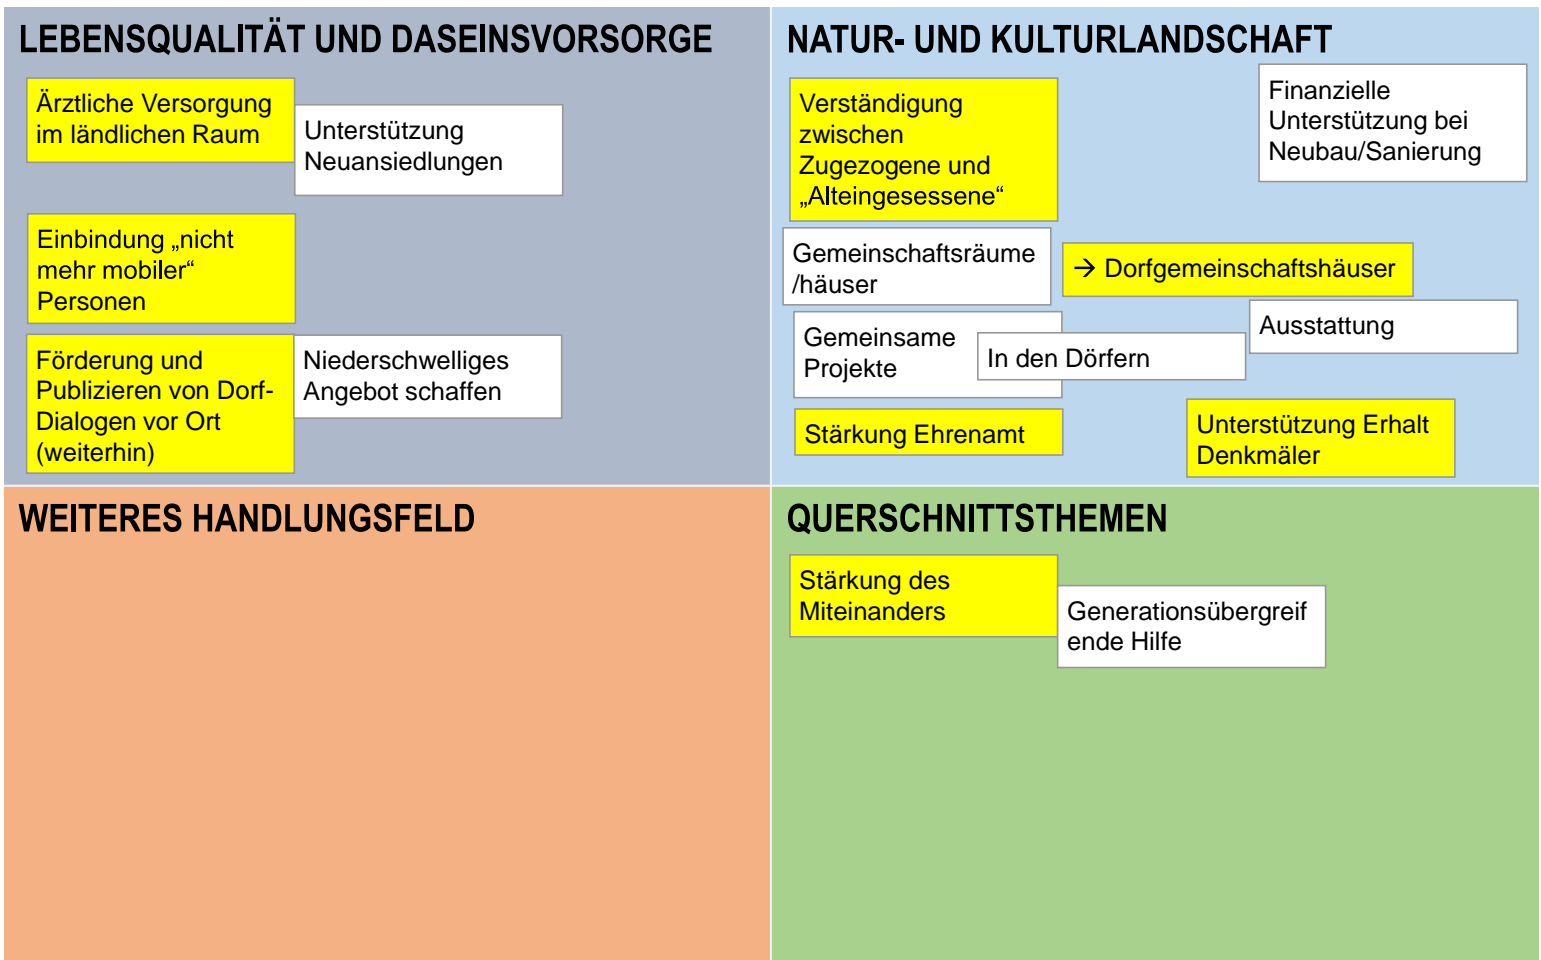 LEBENSQUALITÄT UND DASEINSVORSORGE
Ärztliche Versorgung
im ländlichen Raum
Unterstützung
Neuansiedlungen
Einbindung „nicht
mehr mobiler“
Personen
Förderung und
Publizieren von Dorf-
Dialogen vor Ort
(weiterhin)
Niederschwelliges
Angebot schaffen
NATUR- UND KULTURLANDSCHAFT
Verständigung
zwischen
Zugezogene und
„Alteingesessene“
Finanzielle
Unterstützung bei
Neubau/Sanierung
Gemeinschaftsräume
/häuser
→ Dorfgemeinschaftshäuser
Ausstattung
Gemeinsame
Projekte
In den Dörfern
Stärkung Ehrenamt
Unterstützung Erhalt
Denkmäler
WEITERES HANDLUNGSFELD
QUERSCHNITTSTHEMEN
Stärkung des
Miteinanders
Generationsübergreif
ende Hilfe